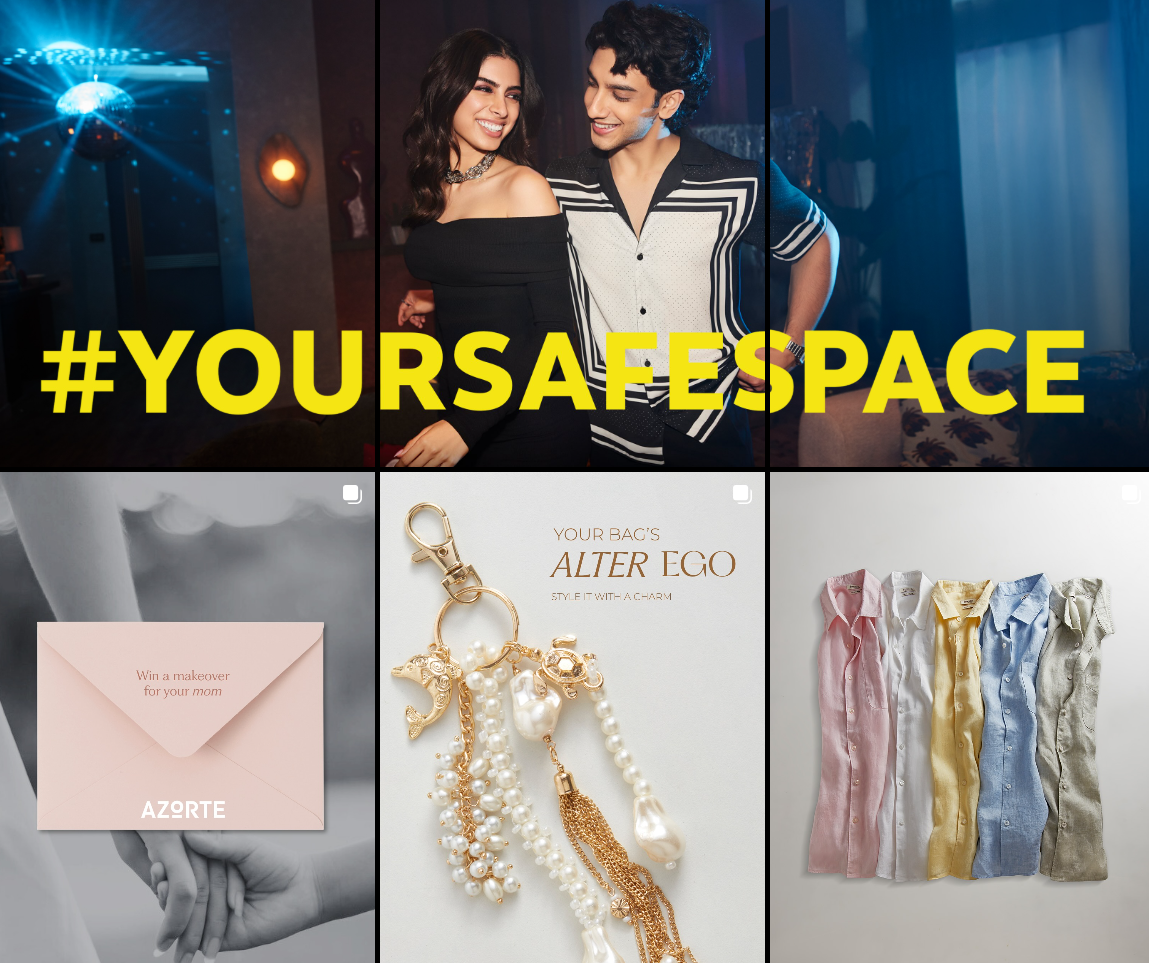 #YOURSAFESPACE
Win a makeover
for your mom
AZORTE
YOUR BAG'S
ALTER EGO
STYLE IT WITH A CHARM